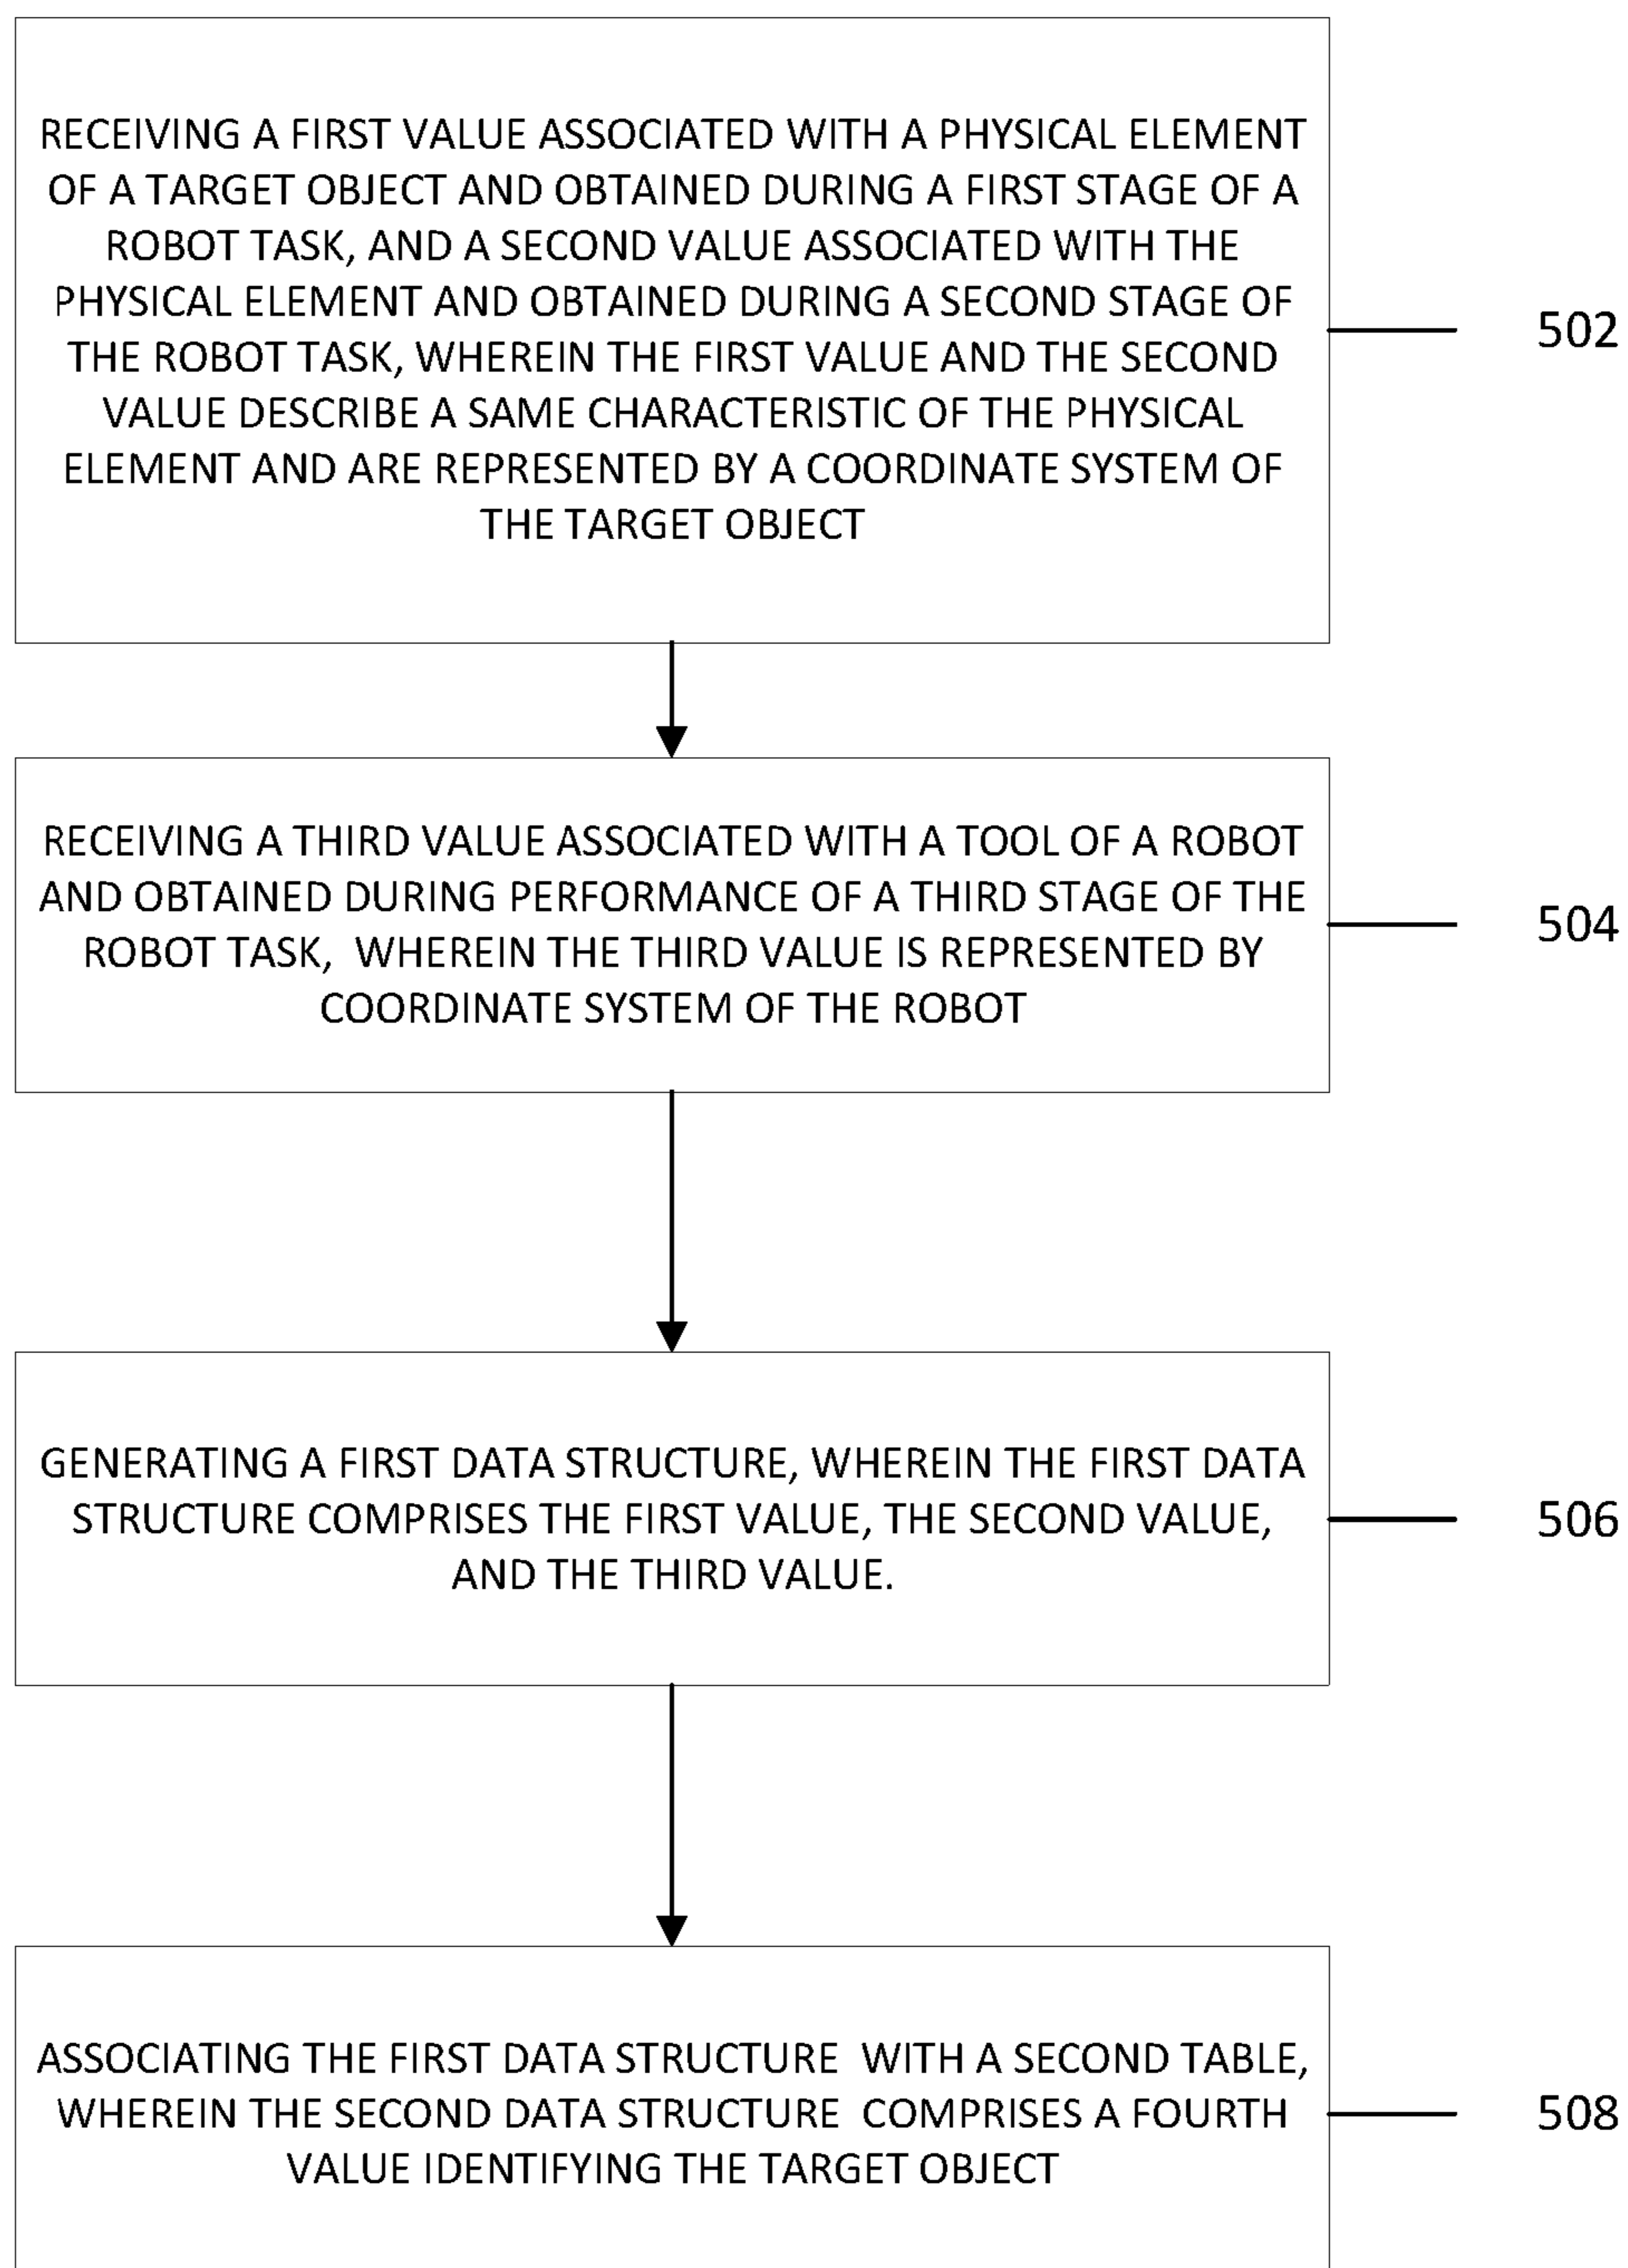 RECEIVING A FIRST VALUE ASSOCIATED WITH A PHYSICAL ELEMENT
OF A TARGET OBJECT AND OBTAINED DURING A FIRST STAGE OF A
ROBOT TASK, AND A SECOND VALUE ASSOCIATED WITH THE
PHYSICAL ELEMENT AND OBTAINED DURING A SECOND STAGE OF
THE ROBOT TASK, WHEREIN THE FIRST VALUE AND THE SECOND
VALUE DESCRIBE A SAME CHARACTERISTIC OF THE PHYSICAL
ELEMENT AND ARE REPRESENTED BY A COORDINATE SYSTEM OF
THE TARGET OBJECT
502
RECEIVING A THIRD VALUE ASSOCIATED WITH A TOOL OF A ROBOT
AND OBTAINED DURING PERFORMANCE OF A THIRD STAGE OF THE
ROBOT TASK, WHEREIN THE THIRD VALUE IS REPRESENTED BY
COORDINATE SYSTEM OF THE ROBOT
504
GENERATING A FIRST DATA STRUCTURE, WHEREIN THE FIRST DATA
STRUCTURE COMPRISES THE FIRST VALUE, THE SECOND VALUE,
AND THE THIRD VALUE.
506
ASSOCIATING THE FIRST DATA STRUCTURE WITH A SECOND TABLE,
WHEREIN THE SECOND DATA STRUCTURE COMPRISES A FOURTH
VALUE IDENTIFYING THE TARGET OBJECT
508